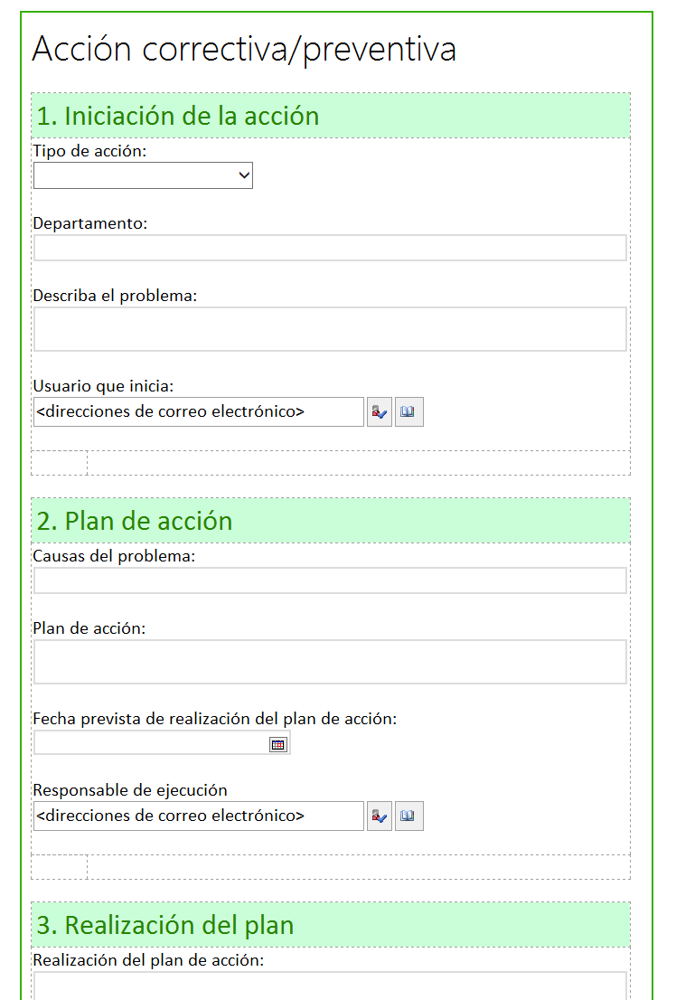 Acción correctiva/preventiva
1. Iniciación de la acción
Tipo de acción:
Departamento:
Describa el problema:
Usuario que inicia:
<direcciones de correo electrónico>
2. Plan de acción
Causas del problema:
Plan de acción:
Fecha prevista de realización del plan de acción:
Responsable de ejecución
<direcciones de correo electrónico>
3. Realización del plan
Realización del plan de acción: